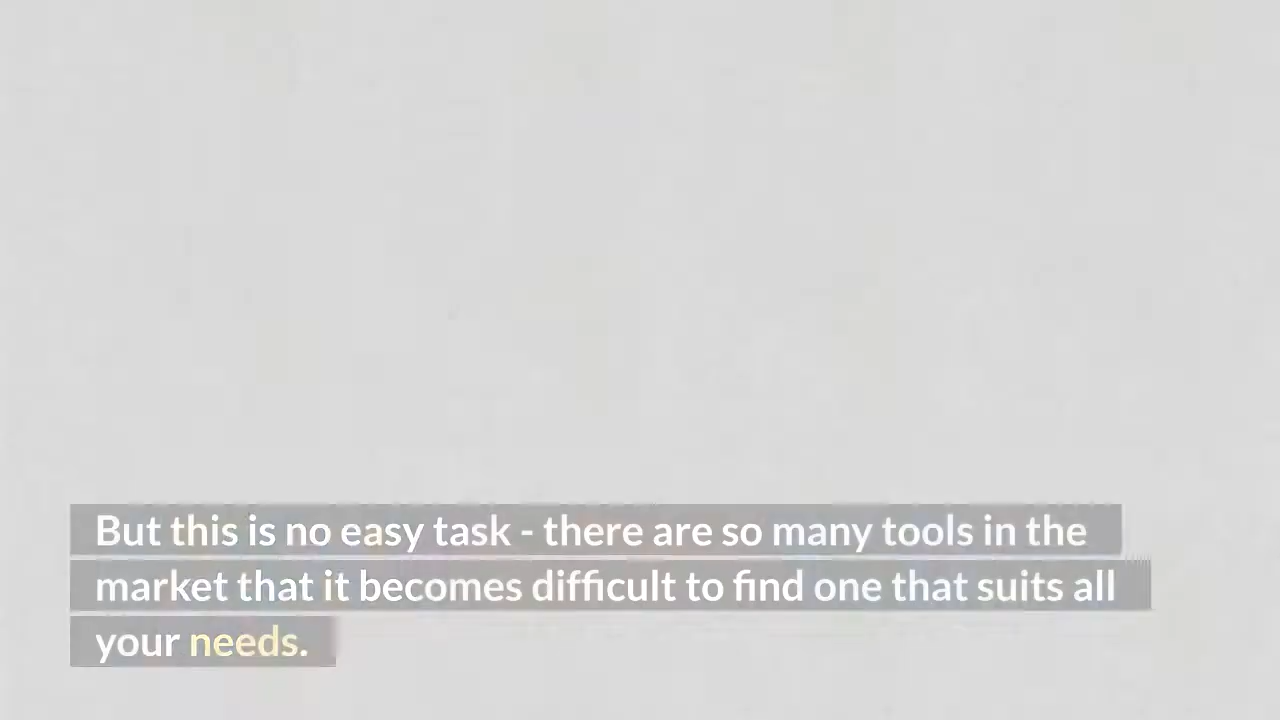 But this is no easy task - there are so many tools in the
market that it becomes difficult to find one that suits all
your needs.